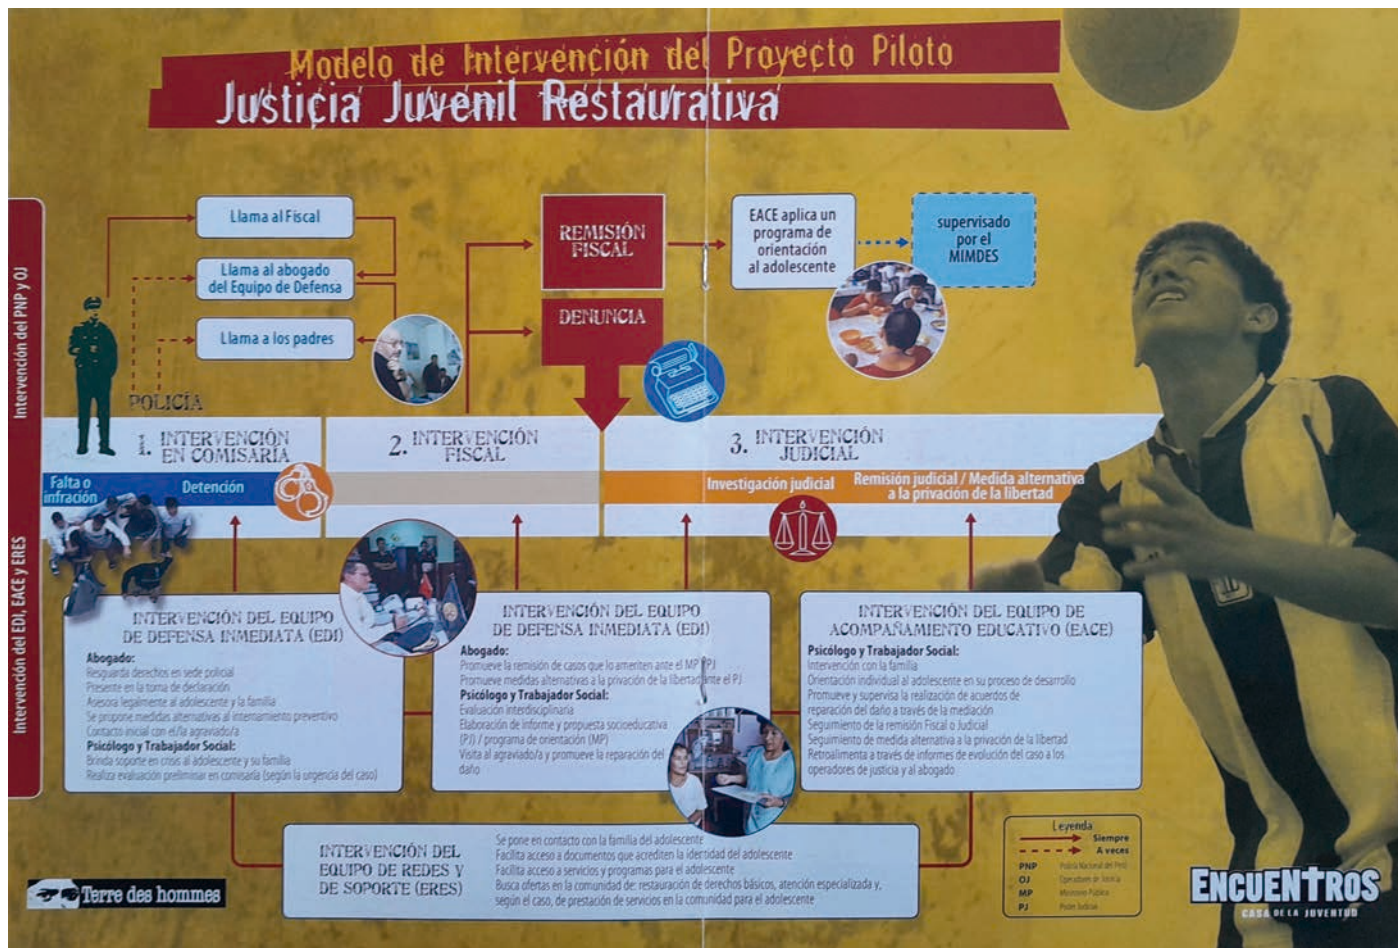 Modelo de Intervención del Proyecto Piloto
Justicia Juvenil Restaurativa
Intervención del PNP y OJ
Llama al Fiscal
Llama al abogado
del Equipo de Defensa
Llama a los padres
POLICÍA
REMISIÓN
FISCAL
DENUNCIA
EACE aplica un
programa de
orientación
al adolescente
supervisado
por el
MIMDES
1. INTERVENCIÓN
EN COMISARÍA
2. INTERVENCIÓN
FISCAL
3. INTERVENCIÓN
JUDICIAL
Falta o
infración
Detención
Investigación judicial
Remisión judicial / Medida alternativa
a la privación de la libertad
Intervención del EDI, EACE y ERES
INTERVENCIÓN DEL EQUIPO
DE DEFENSA INMEDIATA (EDI)
Abogado:
Resguarda derechos en sede policial
Presente en la toma de declaración
Asesora legalmente al adolescente y la familia
Se propone medidas alternativas al internamiento preventivo
Contacto inicial con el/la agraviado/a
Psicólogo y Trabajador Social:
Brinda soporte en crisis al adolescente y su familia
Realiza evaluación preliminar en comisaría (según la urgencia del caso)
INTERVENCIÓN DEL EQUIPO
DE DEFENSA INMEDIATA (EDI)
Abogado:
Promueve la remisión de casos que lo ameriten ante el MP PJ
Promueve medidas alternativas a la privación de la libertad ante el PJ
Psicólogo y Trabajador Social:
Evaluación interdisciplinaria
Elaboración de informe y propuesta socioeducativa
(PJ) / programa de orientación (MP)
Visita al agraviado/a y promueve la reparación del
daño
INTERVENCIÓN DEL EQUIPO DE
ACOMPAÑAMIENTO EDUCATIVO (EACE)
Psicólogo y Trabajador Social:
Intervención con la familia
Orientación individual al adolescente en su proceso de desarrollo
Promueve y supervisa la realización de acuerdos de
reparación del daño a través de la mediación
Seguimiento de la remisión Fiscal o Judicial
Seguimiento de medida alternativa a la privación de la libertad
Retroalimenta a través de informes de evolución del caso a los
operadores de justicia y al abogado
INTERVENCIÓN DEL
EQUIPO DE REDES Y
DE SOPORTE (ERES)
Se pone en contacto con la familia del adolescente
Facilita acceso a documentos que acrediten la identidad del adolescente
Facilita acceso a servicios y programas para el adolescente
Busca ofertas en la comunidad de: restauración de derechos básicos, atención especializada y,
según el caso, de prestación de servicios en la comunidad para el adolescente
Leyenda
Siempre
A veces
PNP Policía Nacional del Perú
OJ Operadores de Justicia
MP Ministerio Público
PJ Poder Judicial
Terre des hommes
ENCUENTROS
CASA DE LA JUVENTUD